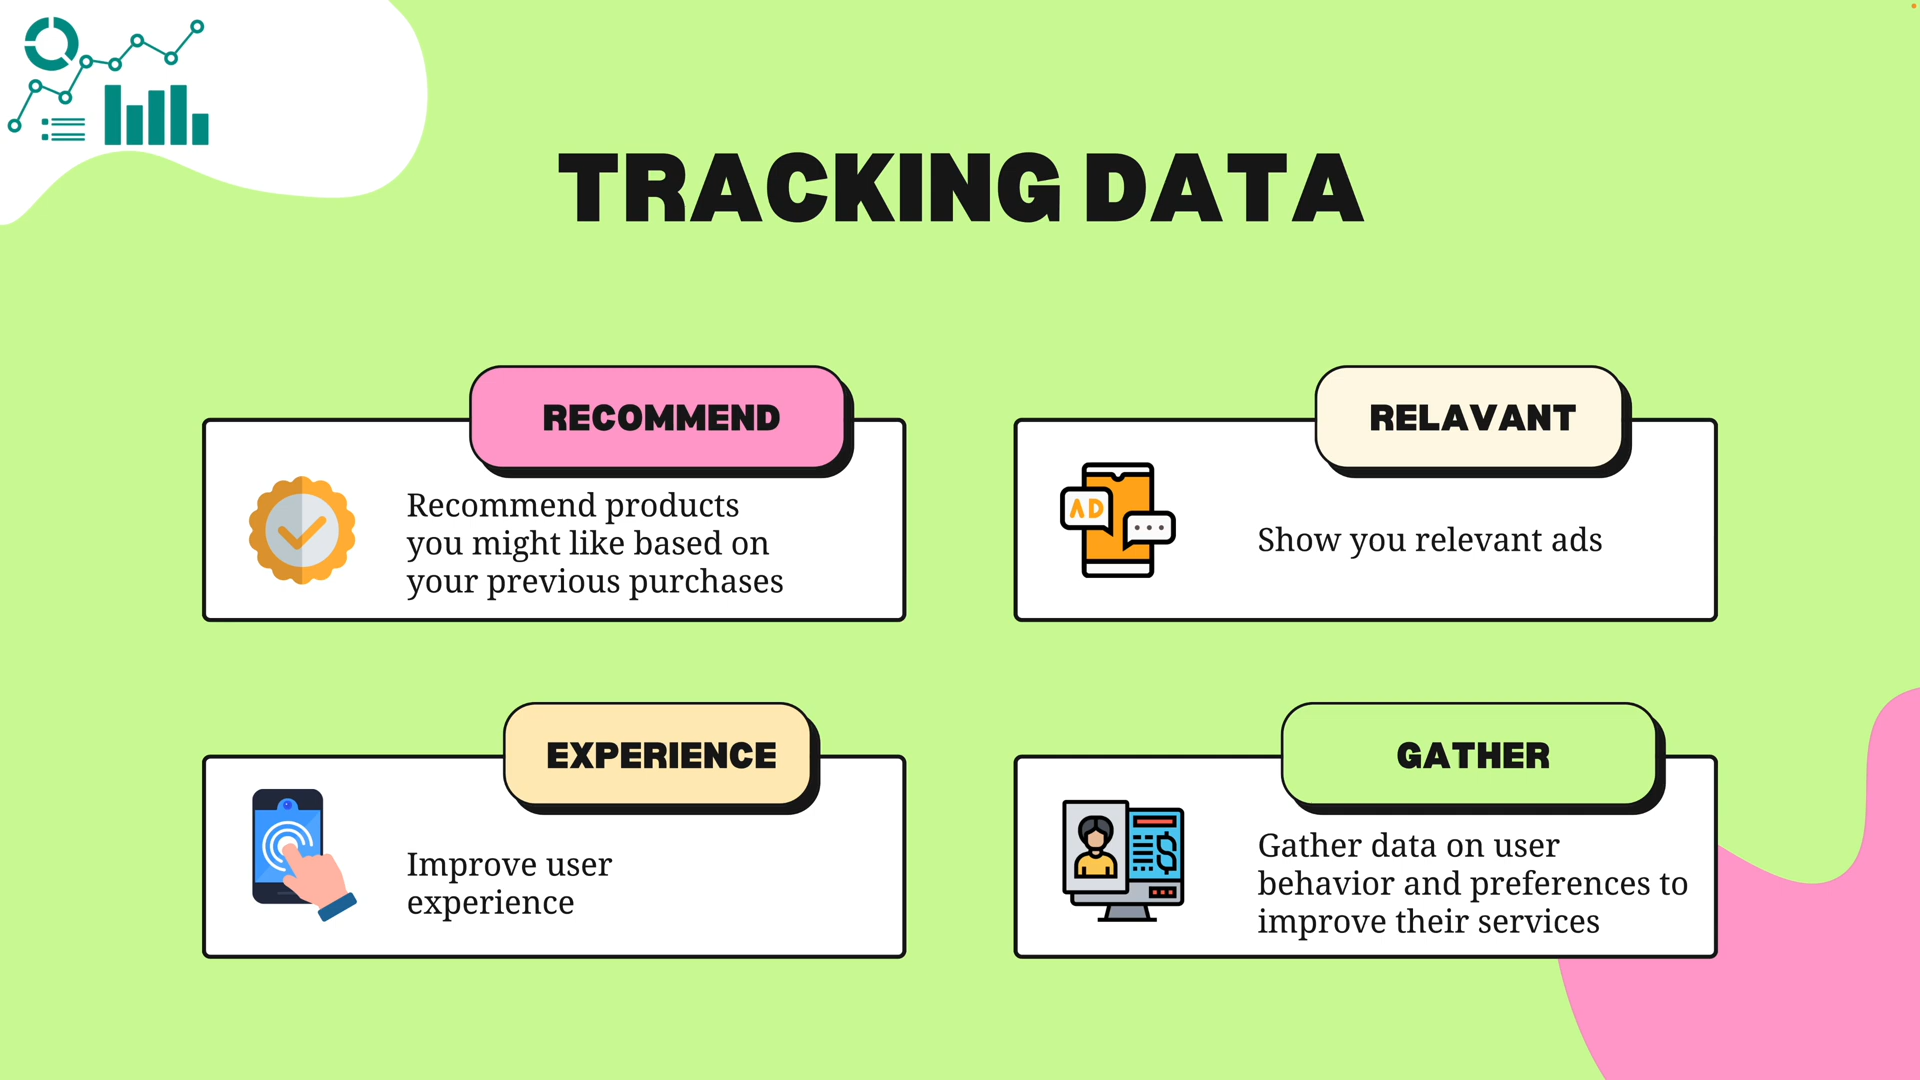 TRACKING DATA
RECOMMEND
Recommend products
you might like based on
your previous purchases
RELAVANT
AD
Show you relevant ads
EXPERIENCE
Improve user
experience
GATHER
Gather data on user
behavior and preferences to
improve their services